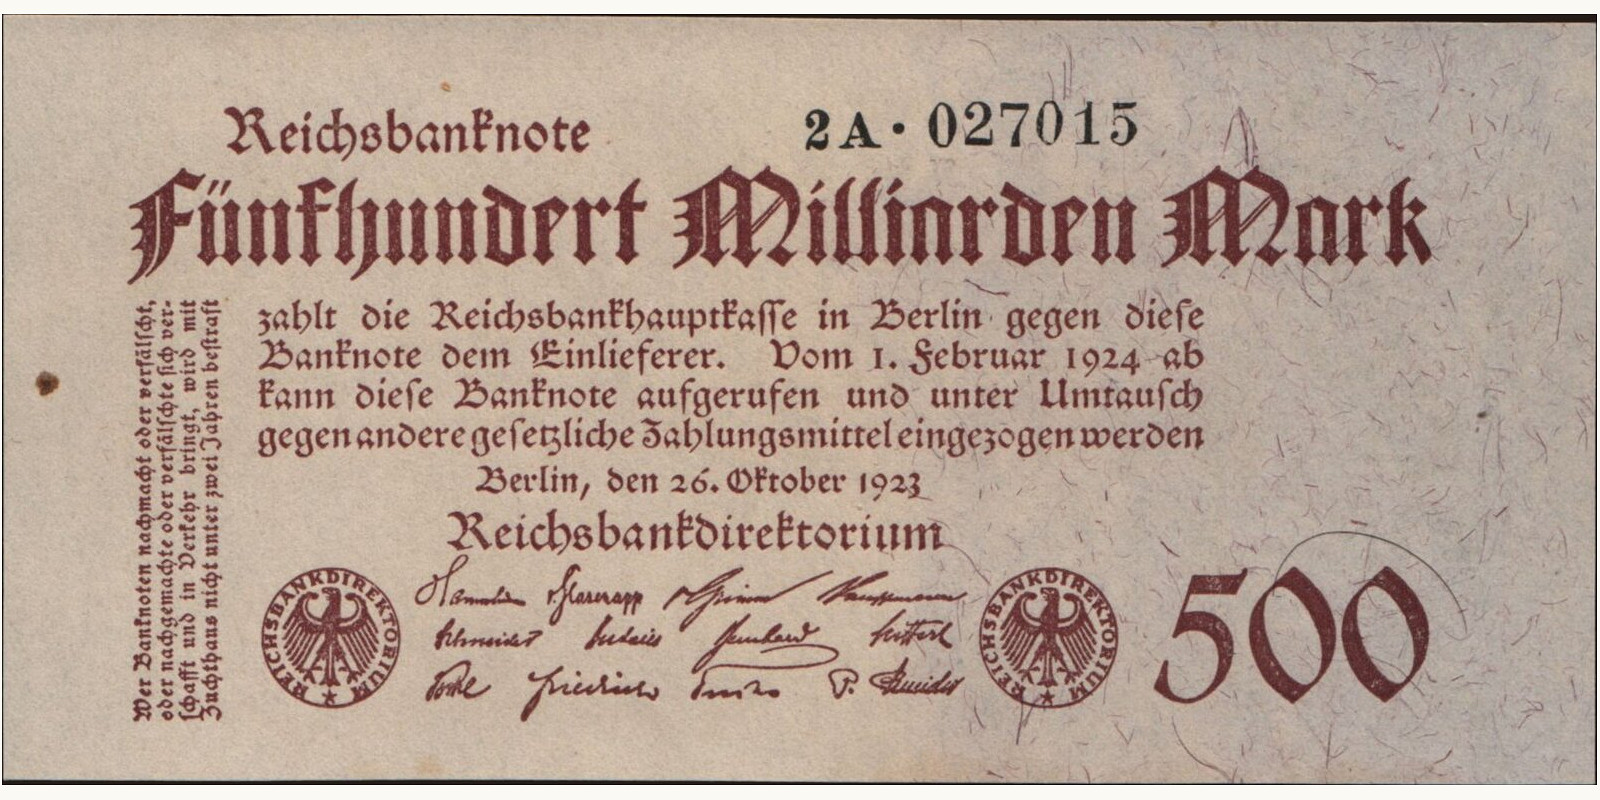 Reichsbanknote
2A·027015
Fünfhundert Milliarden Mark
zahlt die Reichsbankhauptkasse in Berlin gegen diese
Banknote dem Einlieferer. Vom 1. Februar 1924 ab
kann diese Banknote aufgerufen und unter Umtausch
gegen andere gesetzliche Zahlungsmittel eingezogen werden
Berlin, den 26. Oktober 1923
Reichsbankdirektorium
REICHSBANKDIREKTORIUM
REICHSBANKDIREKTORIUM
500
Wer Banknoten nachmacht oder verfälscht,
oder nachgemachte oder verfälschte sich ver-
schafft und in Verkehr bringt, wird mit
Zuchthaus nicht unter zwei Jahren bestraft